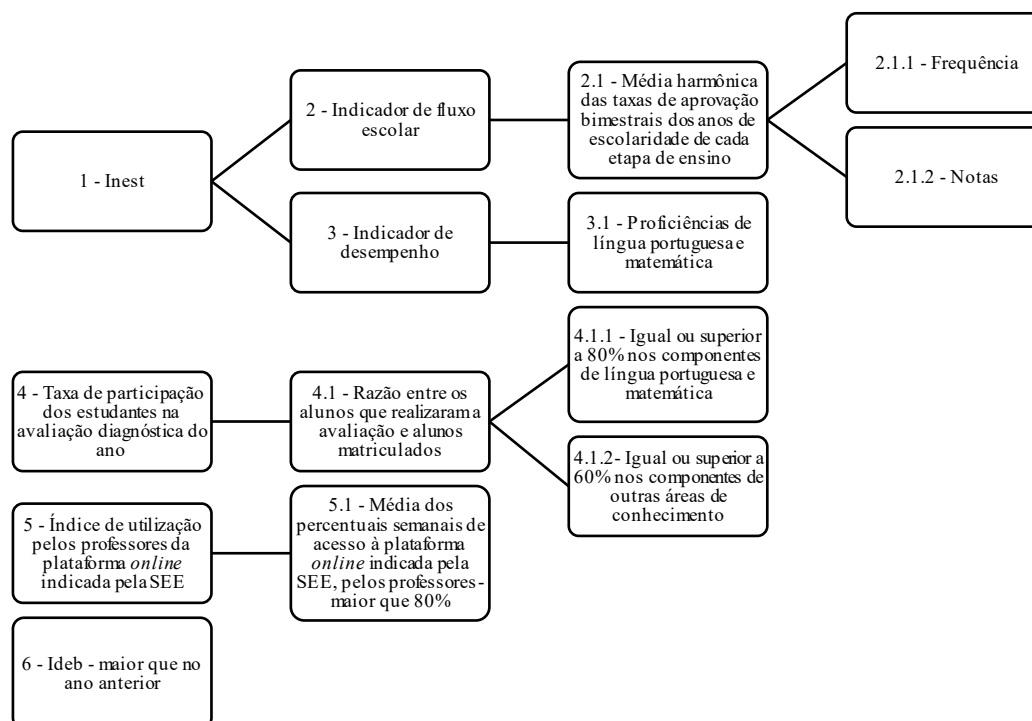 1 - Inest
2 - Indicador de fluxo
escolar
2.1 - Média harmônica
das taxas de aprovação
bimestrais dos anos de
escolaridade de cada
etapa de ensino
2.1.1 - Frequência
2.1.2 - Notas
3 - Indicador de
desempenho
3.1 - Proficiências de
língua portuguesa e
matemática
4 - Taxa de participação
dos estudantes na
avaliação diagnóstica do
ano
4.1 - Razão entre os
alunos que realizaram a
avaliação e alunos
matriculados
4.1.1 - Igual ou superior
a 80% nos componentes
de língua portuguesa e
matemática
4.1.2- Igual ou superior a
60% nos componentes de
outras áreas de
conhecimento
5 - Índice de utilização
pelos professores da
plataforma online
indicada pela SEE
5.1 - Média dos
percentuais semanais de
acesso à plataforma
online indicada pela
SEE, pelos professores -
maior que 80%
6 - Ideb - maior que no
ano anterior